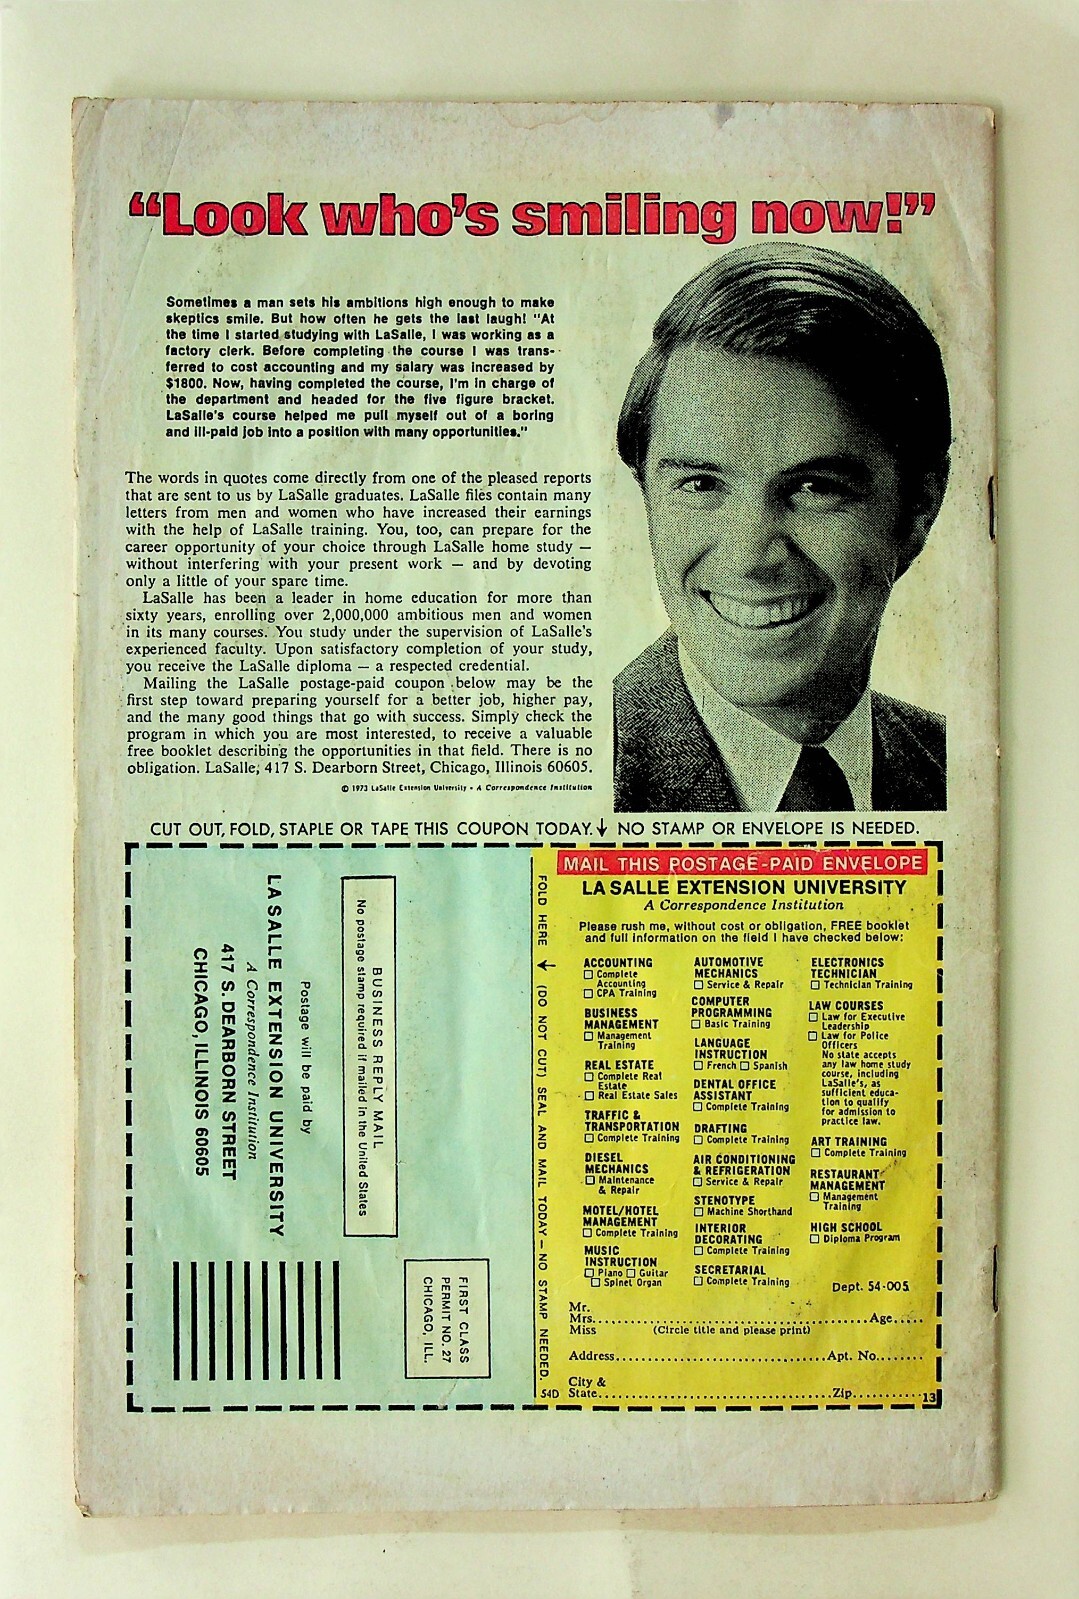 “Look who’s smiling now!”
Sometimes a man sets his ambitions high enough to make
skeptics smile. But how often he gets the last laugh! "At
the time I started studying with LaSalle, I was working as a
factory clerk. Before completing the course I was trans-
ferred to cost accounting and my salary was increased by
$1800. Now, having completed the course, I'm in charge of
the department and headed for the five figure bracket.
LaSalle's course helped me pull myself out of a boring
and ill-paid job into a position with many opportunities."
The words in quotes come directly from one of the pleased reports
that are sent to us by LaSalle graduates. LaSalle files contain many
letters from men and women who have increased their earnings
with the help of LaSalle training. You, too, can prepare for the
career opportunity of your choice through LaSalle home study —
without interfering with your present work — and by devoting
only a little of your spare time.
LaSalle has been a leader in home education for more than
sixty years, enrolling over 2,000,000 ambitious men and women
in its many courses. You study under the supervision of LaSalle's
experienced faculty. Upon satisfactory completion of your study,
you receive the LaSalle diploma — a respected credential.
Mailing the LaSalle postage-paid coupon below may be the
first step toward preparing yourself for a better job, higher pay,
and the many good things that go with success. Simply check the
program in which you are most interested, to receive a valuable
free booklet describing the opportunities in that field. There is no
obligation. LaSalle, 417 S. Dearborn Street, Chicago, Illinois 60605.
© 1973 LaSalle Extension University • A Correspondence Institution
CUT OUT, FOLD, STAPLE OR TAPE THIS COUPON TODAY. ↓ NO STAMP OR ENVELOPE IS NEEDED.
BUSINESS REPLY MAIL
No postage stamp required if mailed in the United States
Postage will be paid by
LA SALLE EXTENSION UNIVERSITY
A Correspondence Institution
417 S. DEARBORN STREET
CHICAGO, ILLINOIS 60605
FIRST CLASS
PERMIT NO. 27
CHICAGO, ILL.
FOLD HERE ↓ (DO NOT CUT) SEAL AND MAIL TODAY—NO STAMP NEEDED.
54D
MAIL THIS POSTAGE-PAID ENVELOPE
LA SALLE EXTENSION UNIVERSITY
A Correspondence Institution
Please rush me, without cost or obligation, FREE booklet
and full information on the field I have checked below:
ACCOUNTING
☐ Complete
Accounting
☐ CPA Training
BUSINESS
MANAGEMENT
☐ Management
Training
REAL ESTATE
☐ Complete Real
Estate
☐ Real Estate Sales
TRAFFIC &
TRANSPORTATION
☐ Complete Training
DIESEL
MECHANICS
☐ Maintenance
& Repair
MOTEL/HOTEL
MANAGEMENT
☐ Complete Training
MUSIC
INSTRUCTION
☐ Piano ☐ Guitar
☐ Spinet Organ
AUTOMOTIVE
MECHANICS
☐ Service & Repair
COMPUTER
PROGRAMMING
☐ Basic Training
LANGUAGE
INSTRUCTION
☐ French ☐ Spanish
DENTAL OFFICE
ASSISTANT
☐ Complete Training
DRAFTING
☐ Complete Training
AIR CONDITIONING
& REFRIGERATION
☐ Service & Repair
STENOTYPE
☐ Machine Shorthand
INTERIOR
DECORATING
☐ Complete Training
SECRETARIAL
☐ Complete Training
ELECTRONICS
TECHNICIAN
☐ Technician Training
LAW COURSES
☐ Law for Executive
Leadership
☐ Law for Police
Officers
No state accepts
any law home study
course, including
LaSalle's, as
sufficient educa-
tion to qualify
for admission to
practice law.
ART TRAINING
☐ Complete Training
RESTAURANT
MANAGEMENT
☐ Management
Training
HIGH SCHOOL
☐ Diploma Program
Dept. 54-005
Mr.
Mrs. Age
Miss (Circle title and please print)
Address Apt. No.
City &
State Zip
13